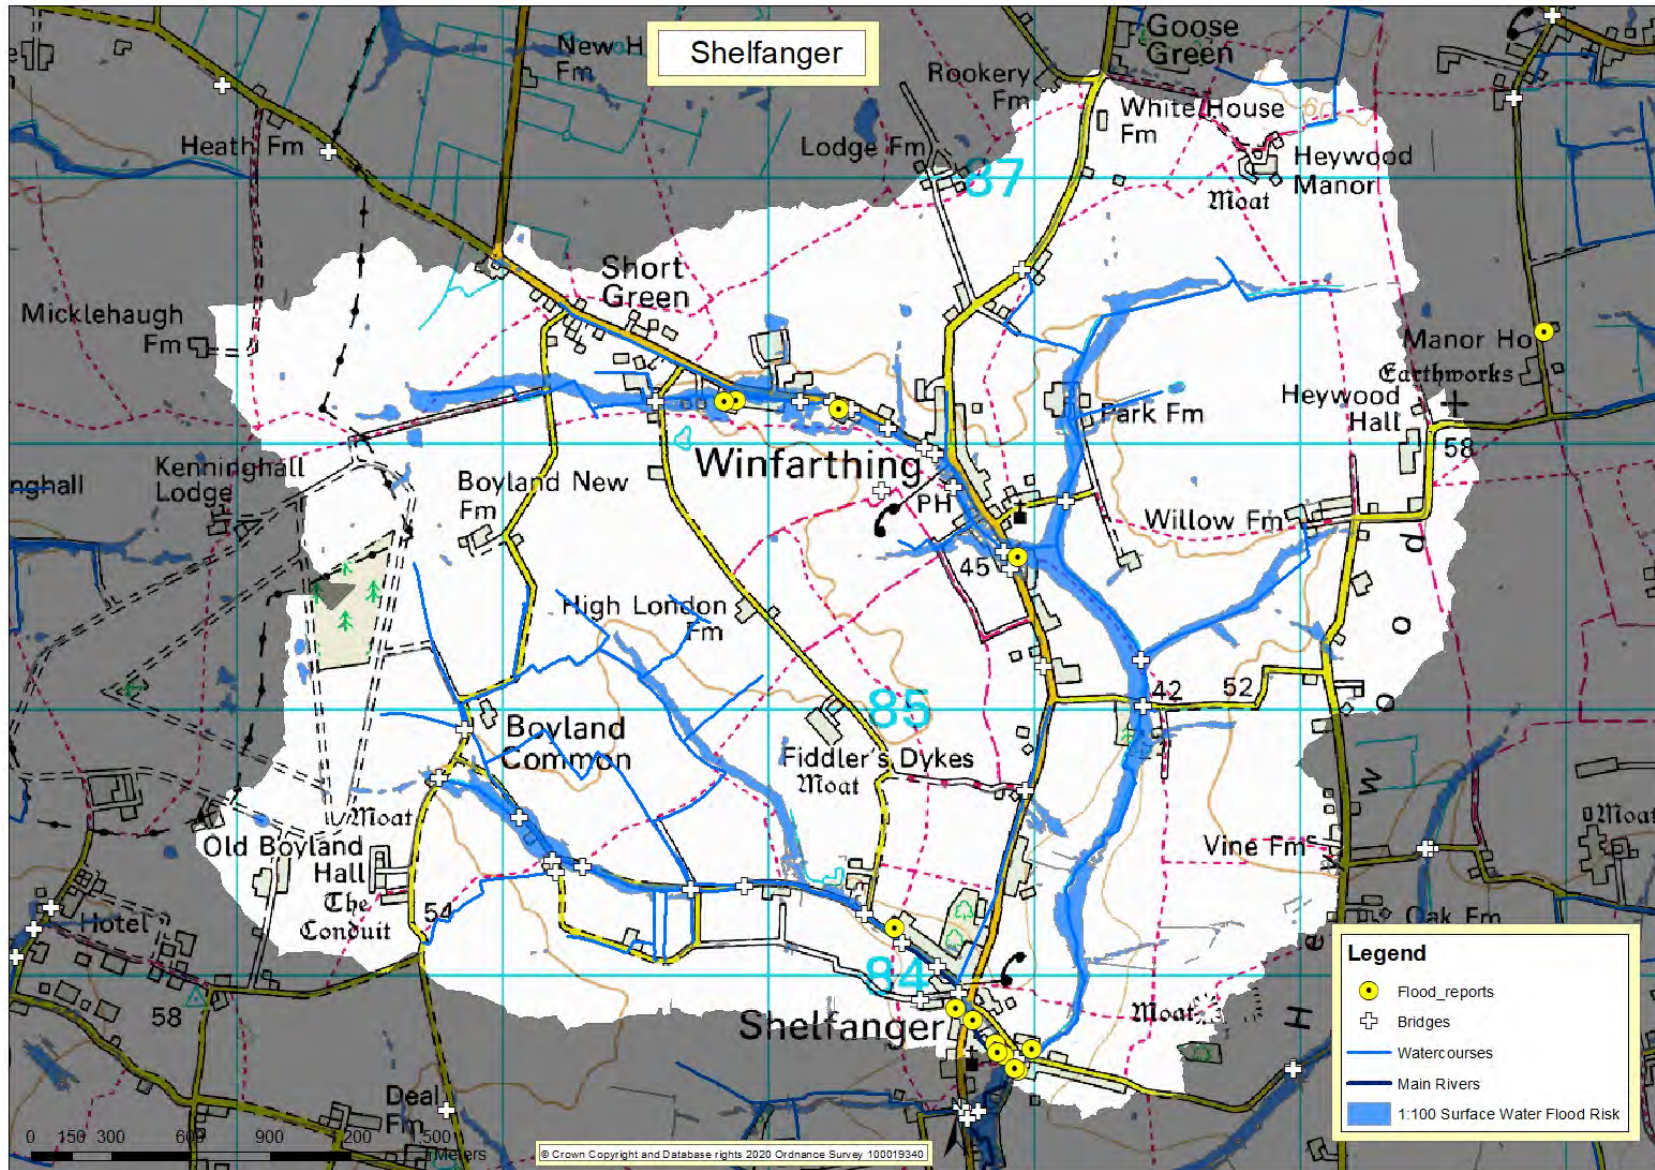 Shelfanger
Goose
Green
New H
Fm
Rookery
Fm
White House
Fm
60
Heath Fm
Lodge Fm
87
Heywood
Manor
Moat
Short
Green
Micklehaugh
Fm
Manor Ho
Earthworks
Heywood
Hall
Park Fm
58
Winfarthing
Kenninghall
Lodge
nghall
Boyland New
Fm
PH
Willow Fm
45
High London
Fm
42
52
85
Boyland
Common
Fiddler's Dykes
Moat
Moat
Old Boyland
Hall
The
Conduit
Vine Fm
Moat
Heywood
54
Hotel
Oak Fm
84
58
Shelfanger
Moat
Deal
Fm
N
Legend
Flood_reports
Bridges
Watercourses
Main Rivers
1:100 Surface Water Flood Risk
0 150 300 600 900 1,200 1,500
Meters
© Crown Copyright and Database rights 2020 Ordnance Survey 100019340